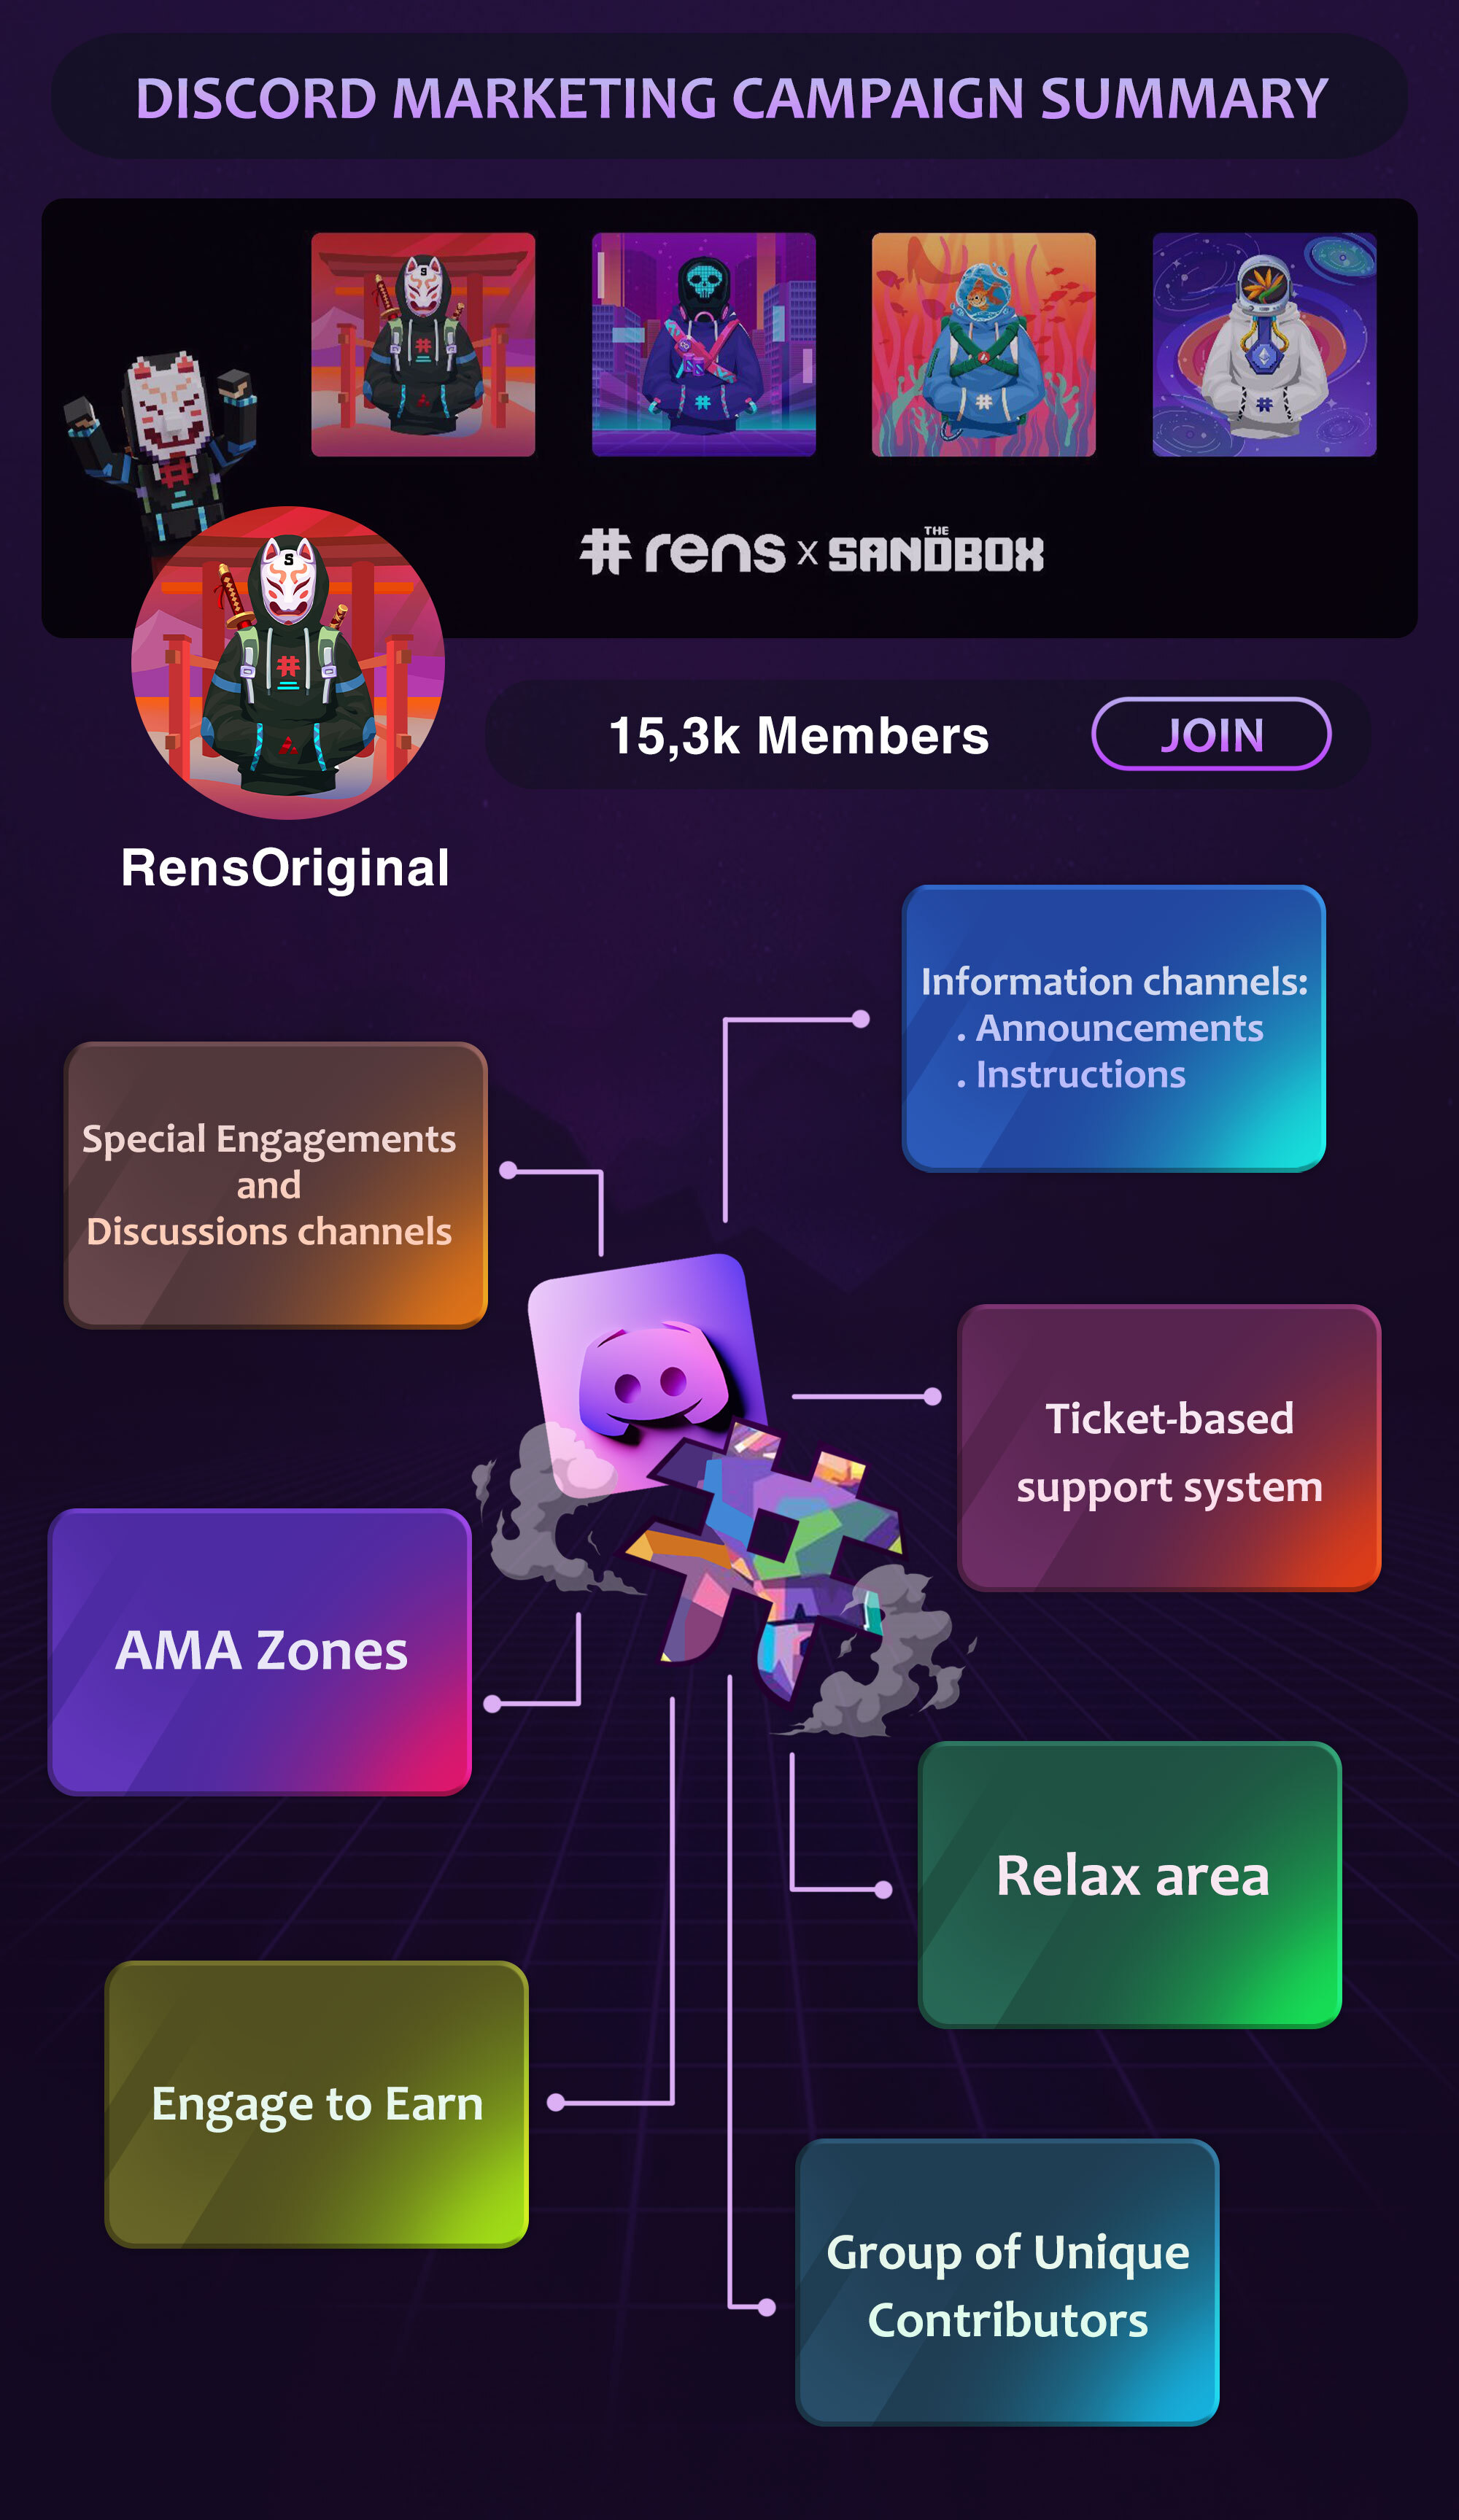 DISCORD MARKETING CAMPAIGN SUMMARY
# rens x THE SANDBOX
15,3k Members
JOIN
RensOriginal
Information channels:
. Announcements
. Instructions
Special Engagements
and
Discussions channels
Ticket-based
support system
AMA Zones
Relax area
Engage to Earn
Group of Unique
Contributors